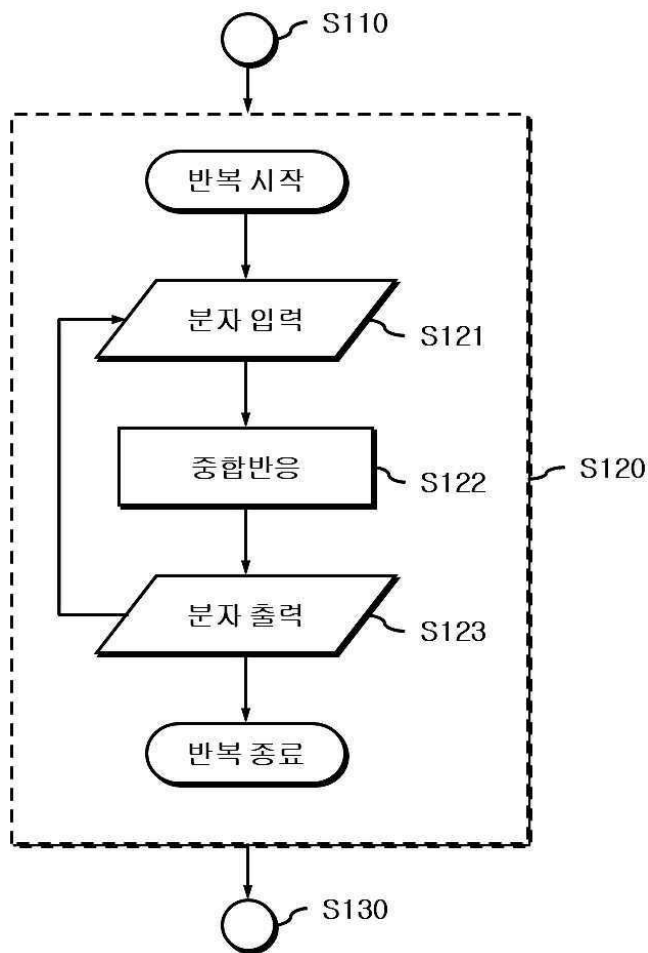 S110
반복 시작
분자 입력
S121
중합반응
S122
S120
분자 출력
S123
반복 종료
S130